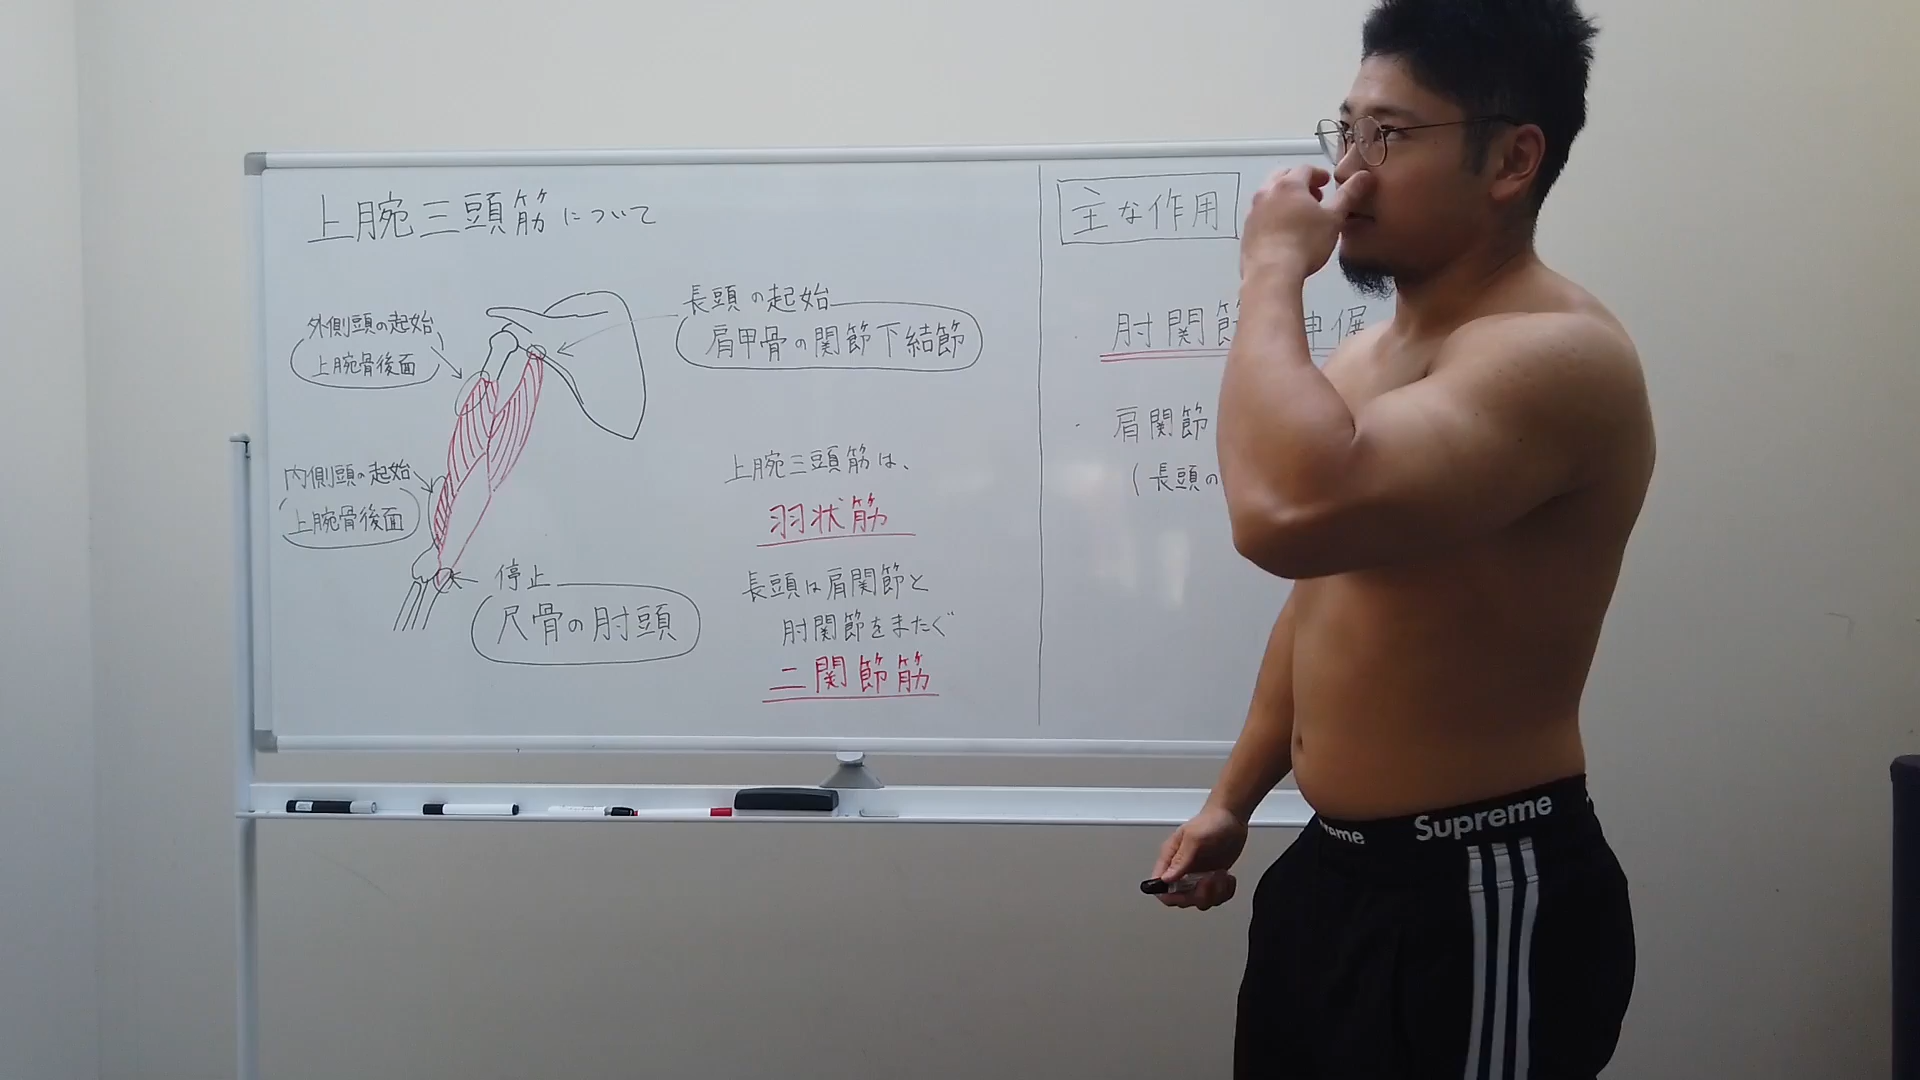 上腕三頭筋について
外側頭の起始
上腕骨後面
長頭の起始
肩甲骨の関節下結節
内側頭の起始
上腕骨後面
停止
尺骨の肘頭
上腕三頭筋は、
羽状筋
長頭は肩関節と
肘関節をまたぐ
二関節筋
主な作用
・肘関節 伸展
・肩関節
(長頭の
Supreme